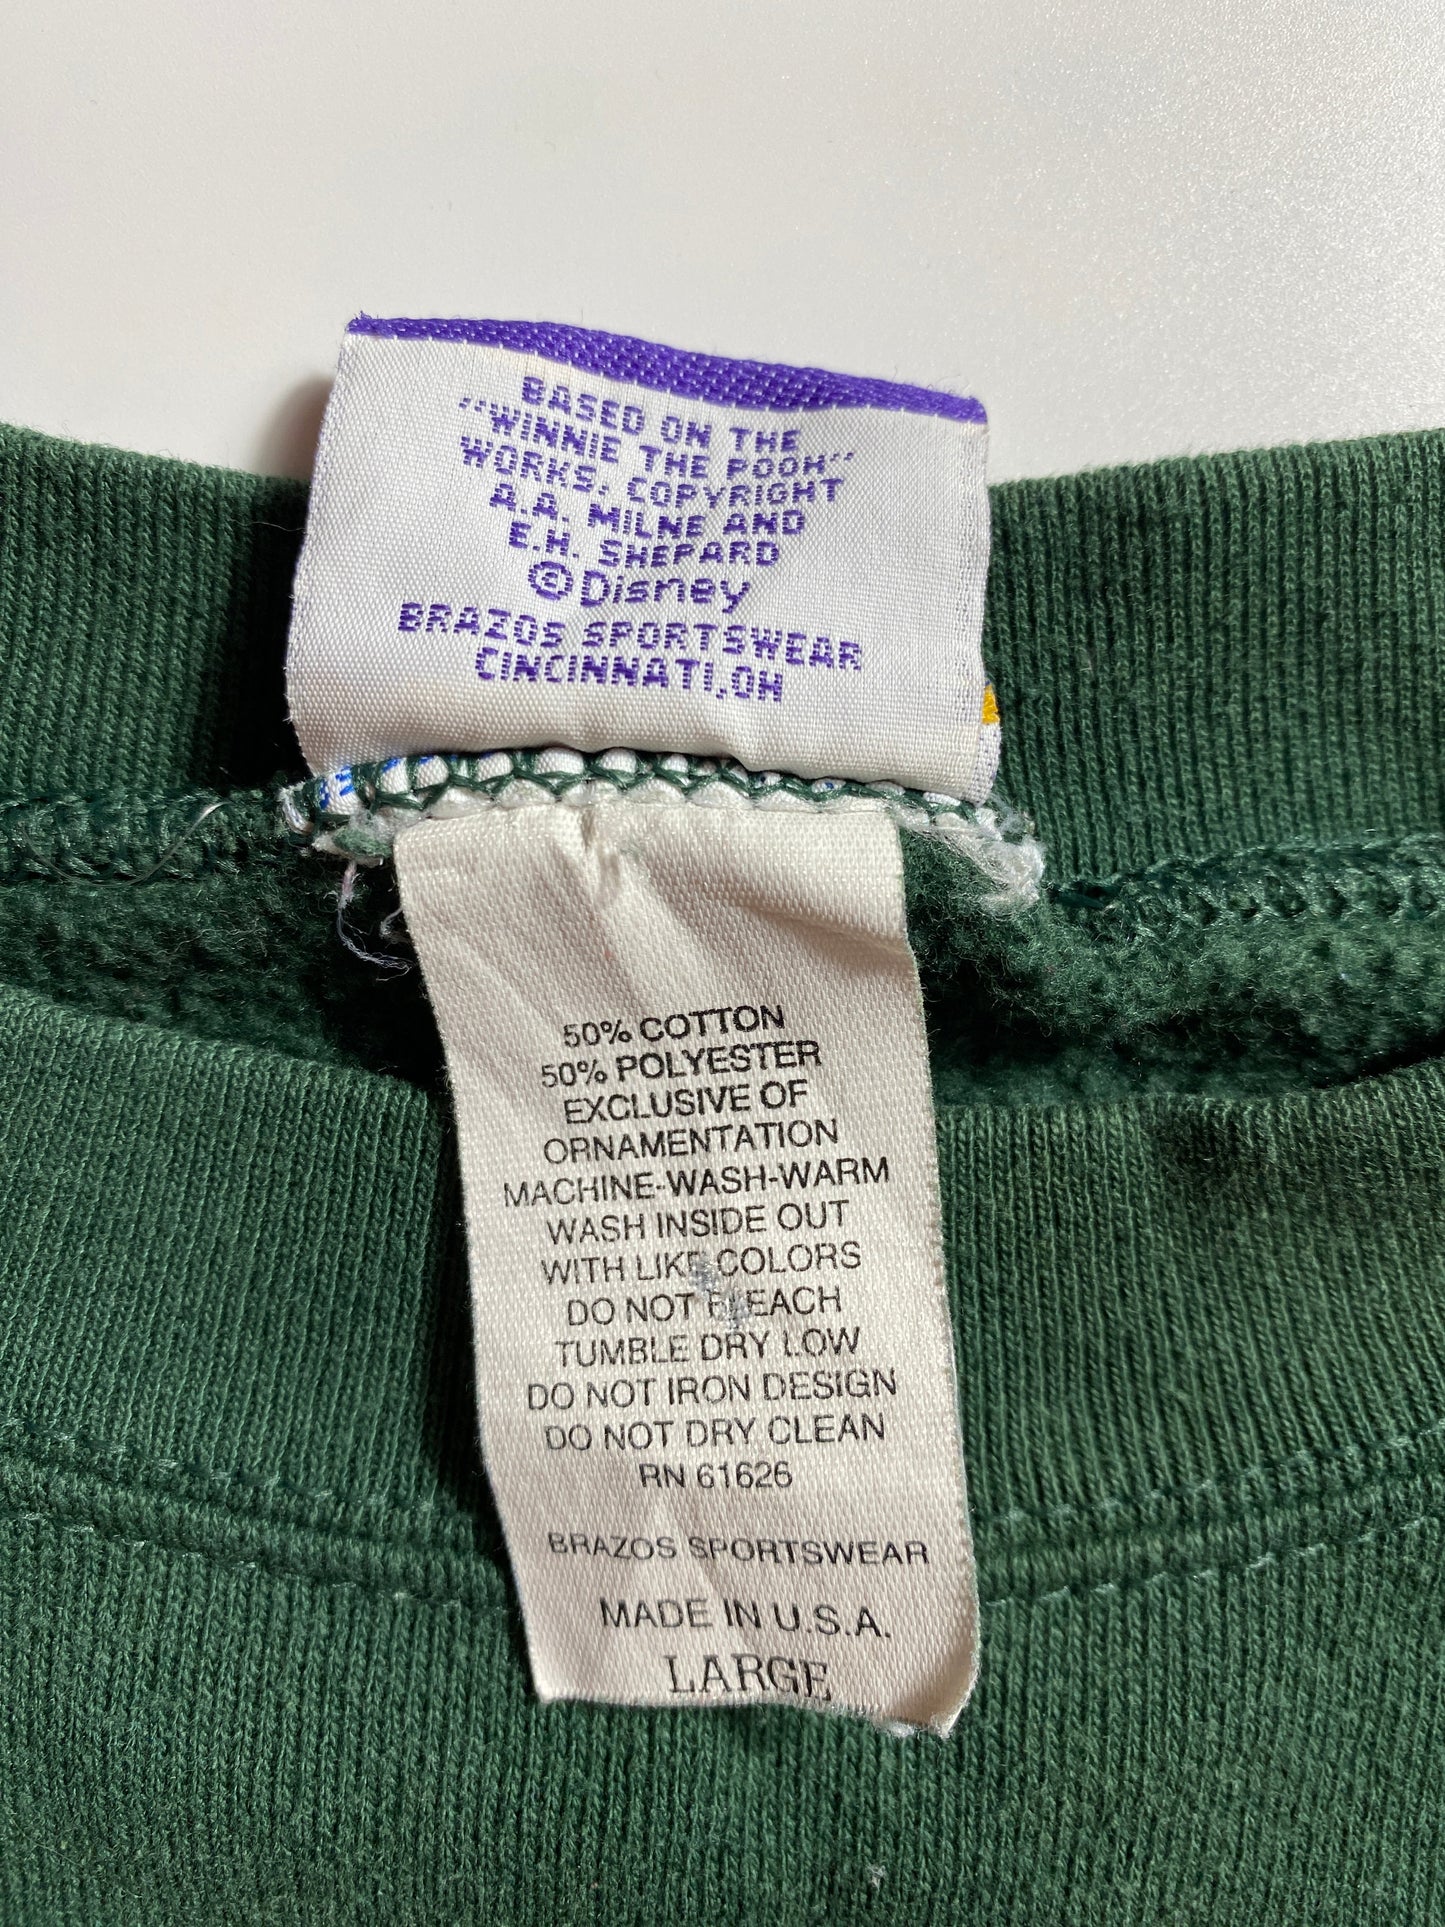 BASED ON THE
"WINNIE THE POOH"
WORKS, COPYRIGHT
A.A. MILNE AND
E.H. SHEPARD
©Disney
BRAZOS SPORTSWEAR
CINCINNATI,OH
50% COTTON
50% POLYESTER
EXCLUSIVE OF
ORNAMENTATION
MACHINE-WASH-WARM
WASH INSIDE OUT
WITH LIKE COLORS
DO NOT BLEACH
TUMBLE DRY LOW
DO NOT IRON DESIGN
DO NOT DRY CLEAN
RN 61626
BRAZOS SPORTSWEAR
MADE IN U.S.A.
LARGE